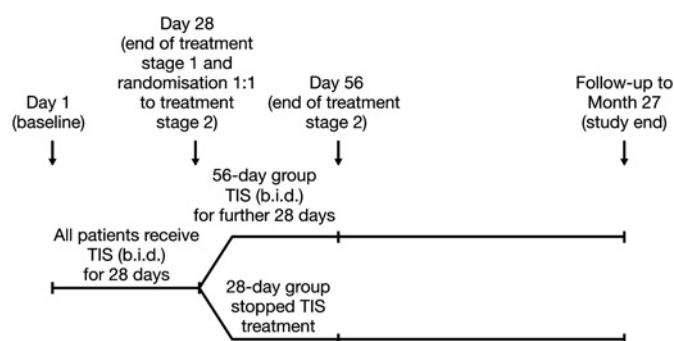 Day 28
(end of treatment
stage 1 and
randomisation 1:1
to treatment
stage 2)
Day 1
(baseline)
Day 56
(end of treatment
stage 2)
Follow-up to
Month 27
(study end)
56-day group
TIS (b.i.d.)
for further 28 days
All patients receive
TIS (b.i.d.)
for 28 days
28-day group
stopped TIS
treatment